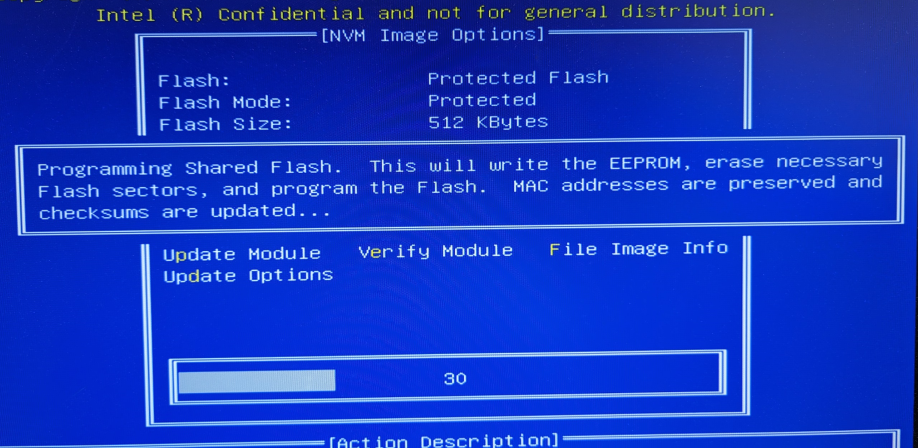 Intel (R) Confidential and not for general distribution.
[NVM Image Options]
Flash: Protected Flash
Flash Mode: Protected
Flash Size: 512 KBytes
Programming Shared Flash. This will write the EEPROM, erase necessary
Flash sectors, and program the Flash. MAC addresses are preserved and
checksums are updated...
Update Module Verify Module File Image Info
Update Options
30
[Action Description]